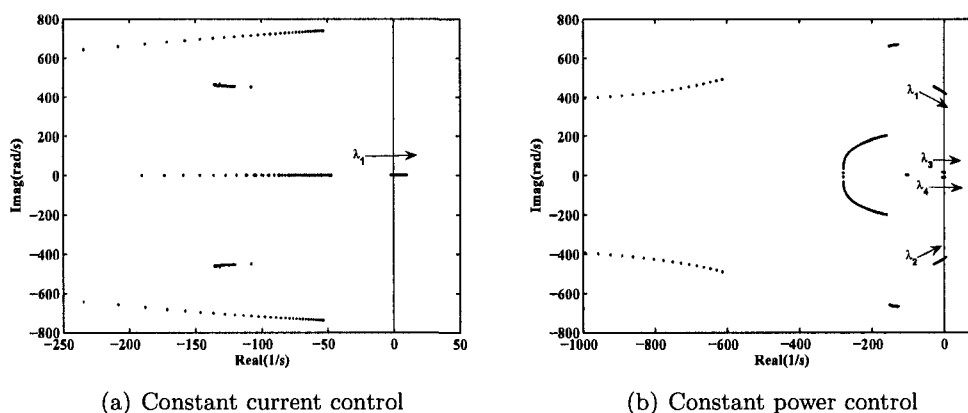 800
600
400
200
0
−200
−400
−600
−800
Imag(rad/s)
λ1
−250 −200 −150 −100 −50 0 50
Real(1/s)
(a) Constant current control
800
600
400
200
0
−200
−400
−600
−800
Imag(rad/s)
λ1
λ3
λ4
λ2
−1000 −800 −600 −400 −200 0
Real(1/s)
(b) Constant power control